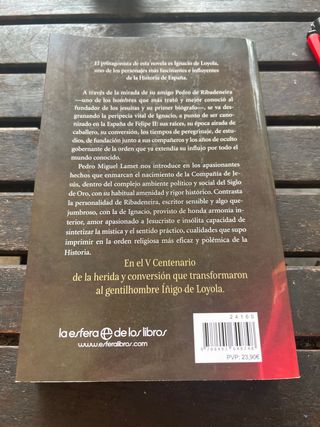 El protagonista de esta novela es Ignacio de Loyola,
uno de los personajes más fascinantes e influyentes
de la Historia de España.
A través de la mirada de su amigo Pedro de Ribadeneira
—uno de los hombres que más trató y mejor conoció al
fundador de los jesuitas y su primer biógrafo—, se va des-
granando la peripecia vital de Ignacio, a punto de ser canoni-
zado en la España de Felipe II: sus raíces, su época airada de
caballero, su conversión, los tiempos de peregrinaje, de estu-
dios, de fundación junto a sus compañeros y los años de oculto
gobernante de la orden que ya extendía su influjo por todo el
mundo conocido.
Pedro Miguel Lamet nos introduce en los apasionantes
hechos que enmarcan el nacimiento de la Compañía de Je-
sús, dentro del complejo ambiente político y social del Siglo
de Oro, con su habitual amenidad y rigor histórico. Contrasta
la personalidad de Ribadeneira, escritor sensible y algo que-
jumbroso, con la de Ignacio, provisto de honda armonía in-
terior, amor apasionado a Jesucristo e insólita capacidad de
sintetizar la mística y el sentido práctico, cualidades que supo
imprimir en la orden religiosa más eficaz y polémica de la
Historia.
En el V Centenario
de la herida y conversión que transformaron
al gentilhombre Íñigo de Loyola.
la esfera de los libros
www.esferalibros.com
24160
PVP: 23,90€